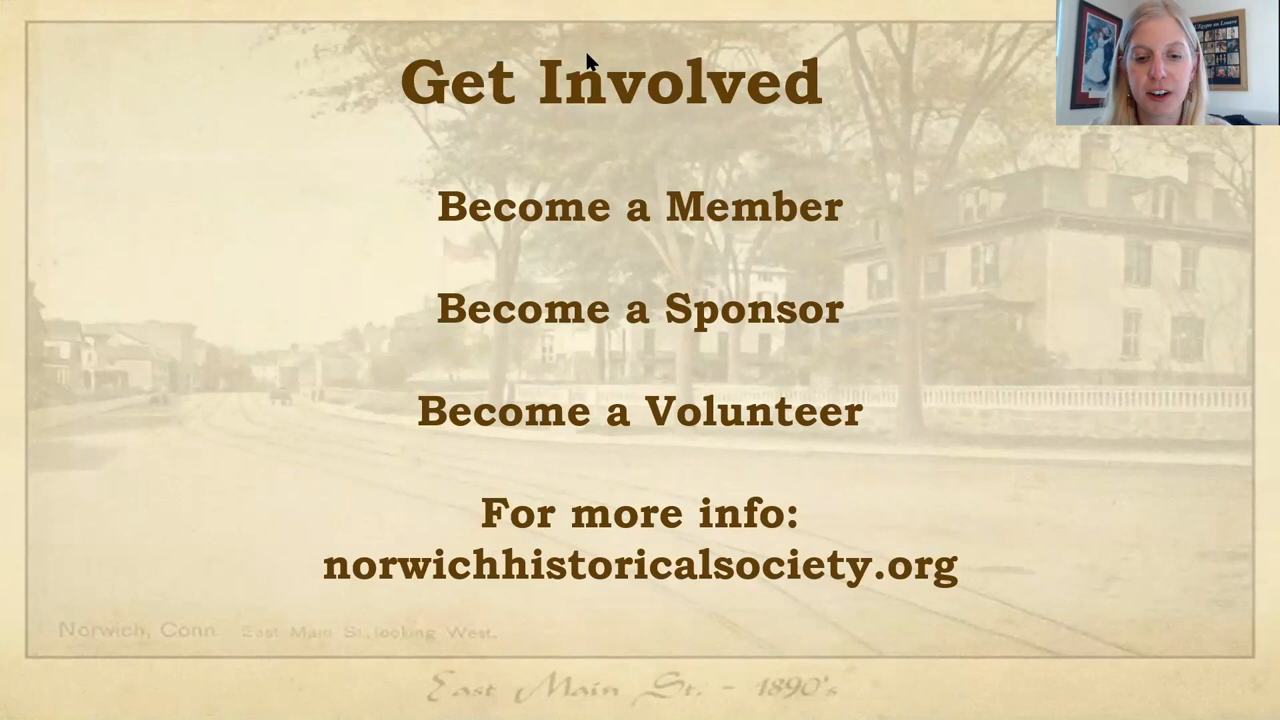 Get Involved
Become a Member
Become a Sponsor
Become a Volunteer
For more info:
norwichhistoricalsociety.org
Norwich, Conn. East Main St., looking West.
East Main St. - 1890's